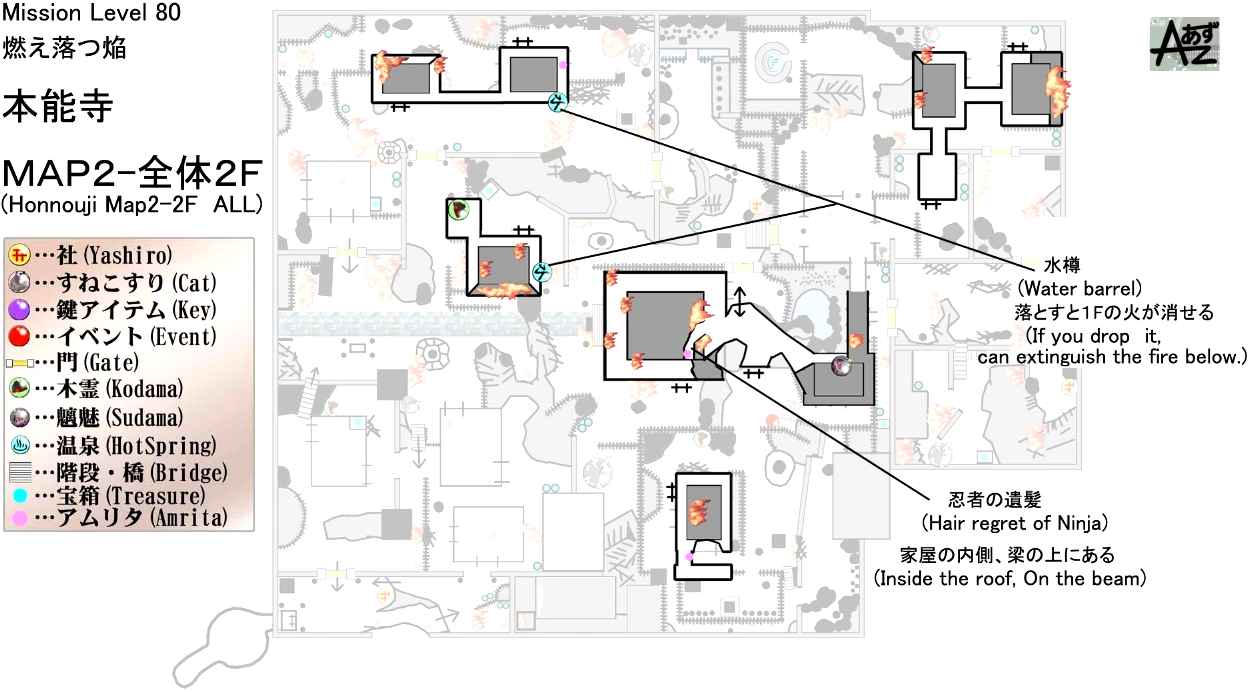 Mission Level 80
燃え落つ焔
本能寺
MAP2-全体2F
(Honnouji Map2-2F ALL)
社(Yashiro)
すねこすり(Cat)
鍵アイテム(Key)
イベント(Event)
門(Gate)
木霊(Kodama)
魑魅(Sudama)
温泉(HotSpring)
階段・橋(Bridge)
宝箱(Treasure)
アムリタ(Amrita)
あず
AZ
水樽
(Water barrel)
落とすと1Fの火が消せる
(If you drop it,
can extinguish the fire below.)
忍者の遺髪
(Hair regret of Ninja)
家屋の内側、梁の上にある
(Inside the roof, On the beam)